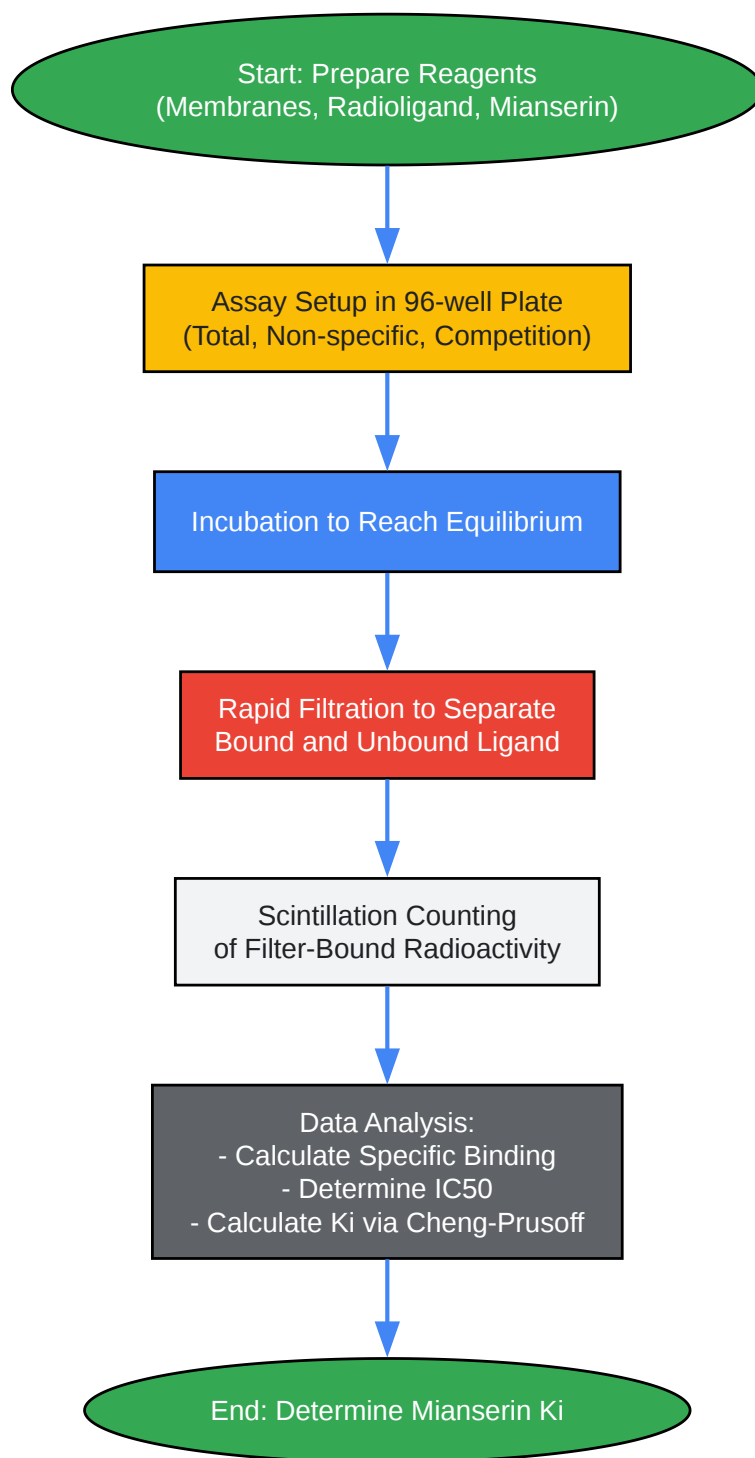 Start: Prepare Reagents
(Membranes, Radioligand, Mianserin)
Assay Setup in 96-well Plate
(Total, Non-specific, Competition)
Incubation to Reach Equilibrium
Rapid Filtration to Separate
Bound and Unbound Ligand
Scintillation Counting
of Filter-Bound Radioactivity
Data Analysis:
- Calculate Specific Binding
- Determine IC50
- Calculate Ki via Cheng-Prusoff
End: Determine Mianserin Ki